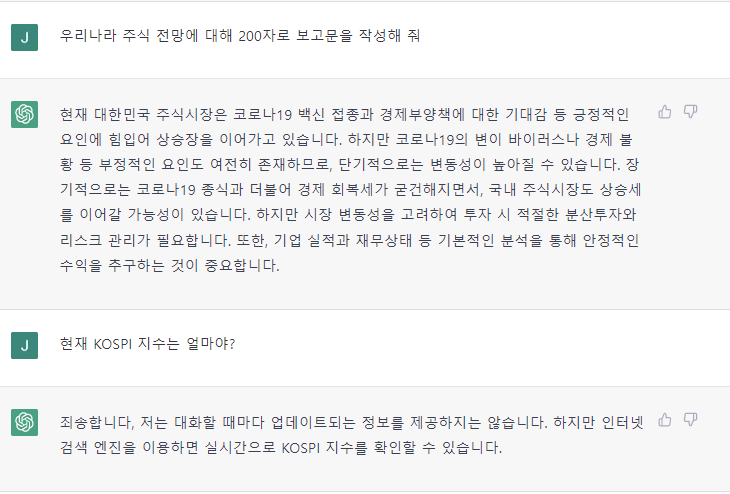 J
우리나라 주식 전망에 대해 200자로 보고문을 작성해 줘
현재 대한민국 주식시장은 코로나19 백신 접종과 경제부양책에 대한 기대감 등 긍정적인
요인에 힘입어 상승장을 이어가고 있습니다. 하지만 코로나19의 변이 바이러스나 경제 불
황 등 부정적인 요인도 여전히 존재하므로, 단기적으로는 변동성이 높아질 수 있습니다. 장
기적으로는 코로나19 종식과 더불어 경제 회복세가 굳건해지면서, 국내 주식시장도 상승세
를 이어갈 가능성이 있습니다. 하지만 시장 변동성을 고려하여 투자 시 적절한 분산투자와
리스크 관리가 필요합니다. 또한, 기업 실적과 재무상태 등 기본적인 분석을 통해 안정적인
수익을 추구하는 것이 중요합니다.
J
현재 KOSPI 지수는 얼마야?
죄송합니다, 저는 대화할 때마다 업데이트되는 정보를 제공하지는 않습니다. 하지만 인터넷
검색 엔진을 이용하면 실시간으로 KOSPI 지수를 확인할 수 있습니다.